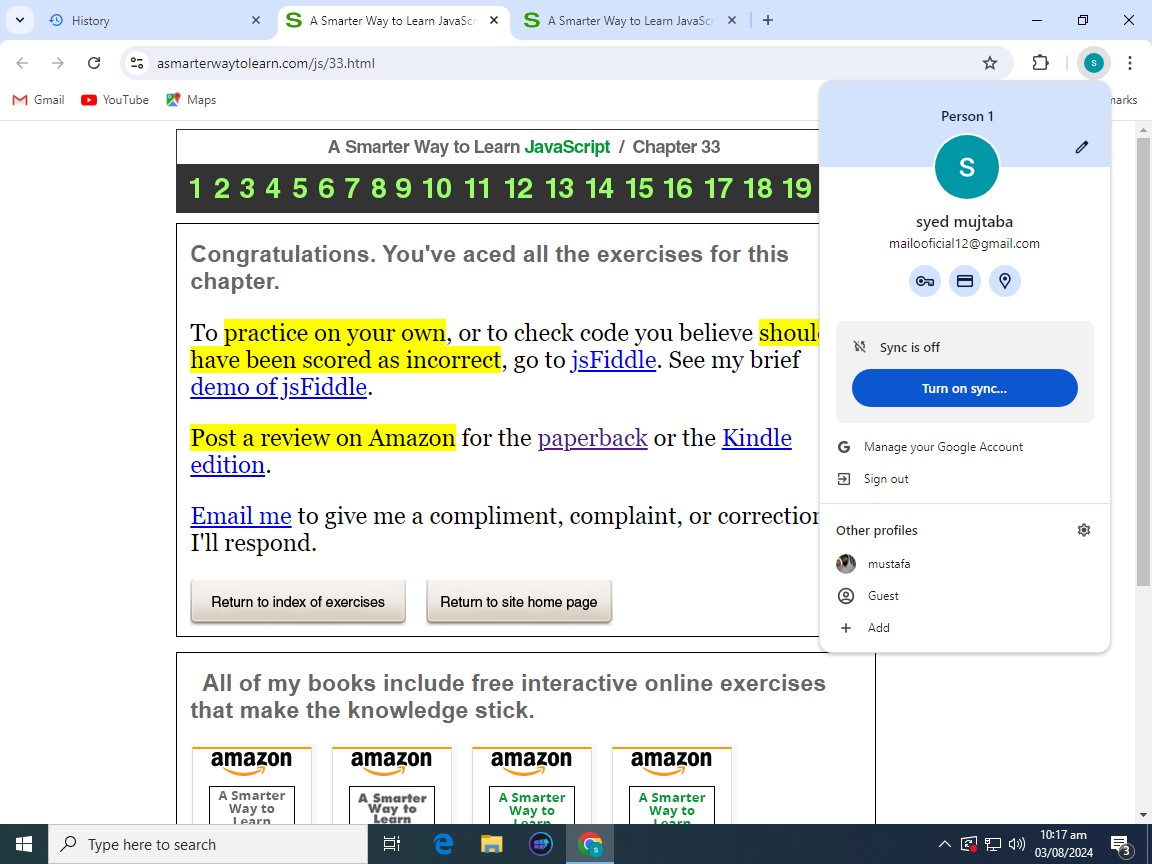 History
A Smarter Way to Learn JavaSc
A Smarter Way to Learn JavaSc
asmarterwaytolearn.com/js/33.html
S
Gmail
YouTube
Maps
marks
A Smarter Way to Learn JavaScript / Chapter 33
1 2 3 4 5 6 7 8 9 10 11 12 13 14 15 16 17 18 19
Congratulations. You've aced all the exercises for this
chapter.
To practice on your own, or to check code you believe shoul
have been scored as incorrect, go to jsFiddle. See my brief
demo of jsFiddle.
Post a review on Amazon for the paperback or the Kindle
edition.
Email me to give me a compliment, complaint, or correction
I'll respond.
Return to index of exercises
Return to site home page
All of my books include free interactive online exercises
that make the knowledge stick.
amazon
amazon
amazon
amazon
A Smarter
Way to
Learn
A Smarter
Way to
Learn
A Smarter
Way to
Learn
A Smarter
Way to
Learn
Person 1
S
syed mujtaba
mailooficial12@gmail.com
Sync is off
Turn on sync...
Manage your Google Account
Sign out
Other profiles
mustafa
Guest
Add
Type here to search
10:17 am
03/08/2024
3